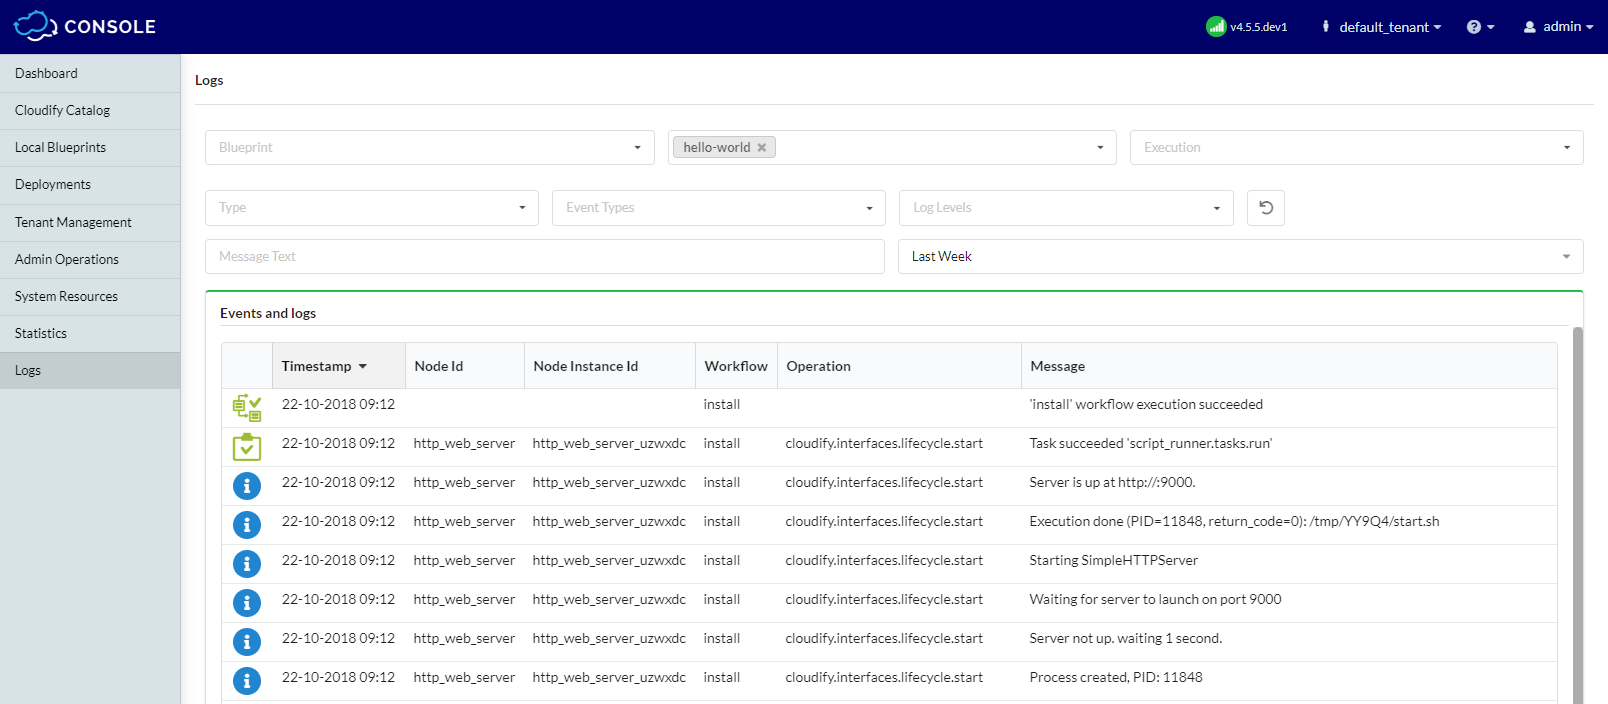 CONSOLE
v4.5.5.dev1
default_tenant
admin
Dashboard
Cloudify Catalog
Local Blueprints
Deployments
Tenant Management
Admin Operations
System Resources
Statistics
Logs
Logs
Blueprint
hello-world
Execution
Type
Event Types
Log Levels
Message Text
Last Week
Events and logs
Timestamp Node Id Node Instance Id Workflow Operation Message
22-10-2018 09:12 install 'install' workflow execution succeeded
22-10-2018 09:12 http_web_server http_web_server_uzwxdc install cloudify.interfaces.lifecycle.start Task succeeded 'script_runner.tasks.run'
22-10-2018 09:12 http_web_server http_web_server_uzwxdc install cloudify.interfaces.lifecycle.start Server is up at http://:9000.
22-10-2018 09:12 http_web_server http_web_server_uzwxdc install cloudify.interfaces.lifecycle.start Execution done (PID=11848, return_code=0): /tmp/YY9Q4/start.sh
22-10-2018 09:12 http_web_server http_web_server_uzwxdc install cloudify.interfaces.lifecycle.start Starting SimpleHTTPServer
22-10-2018 09:12 http_web_server http_web_server_uzwxdc install cloudify.interfaces.lifecycle.start Waiting for server to launch on port 9000
22-10-2018 09:12 http_web_server http_web_server_uzwxdc install cloudify.interfaces.lifecycle.start Server not up. waiting 1 second.
22-10-2018 09:12 http_web_server http_web_server_uzwxdc install cloudify.interfaces.lifecycle.start Process created, PID: 11848